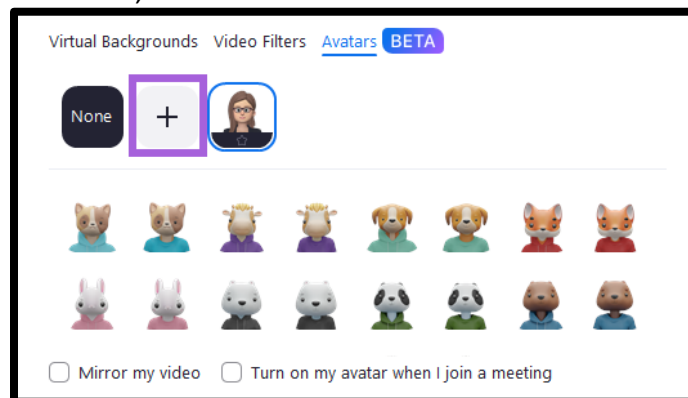 Virtual Backgrounds Video Filters Avatars BETA
None +
Mirror my video Turn on my avatar when I join a meeting